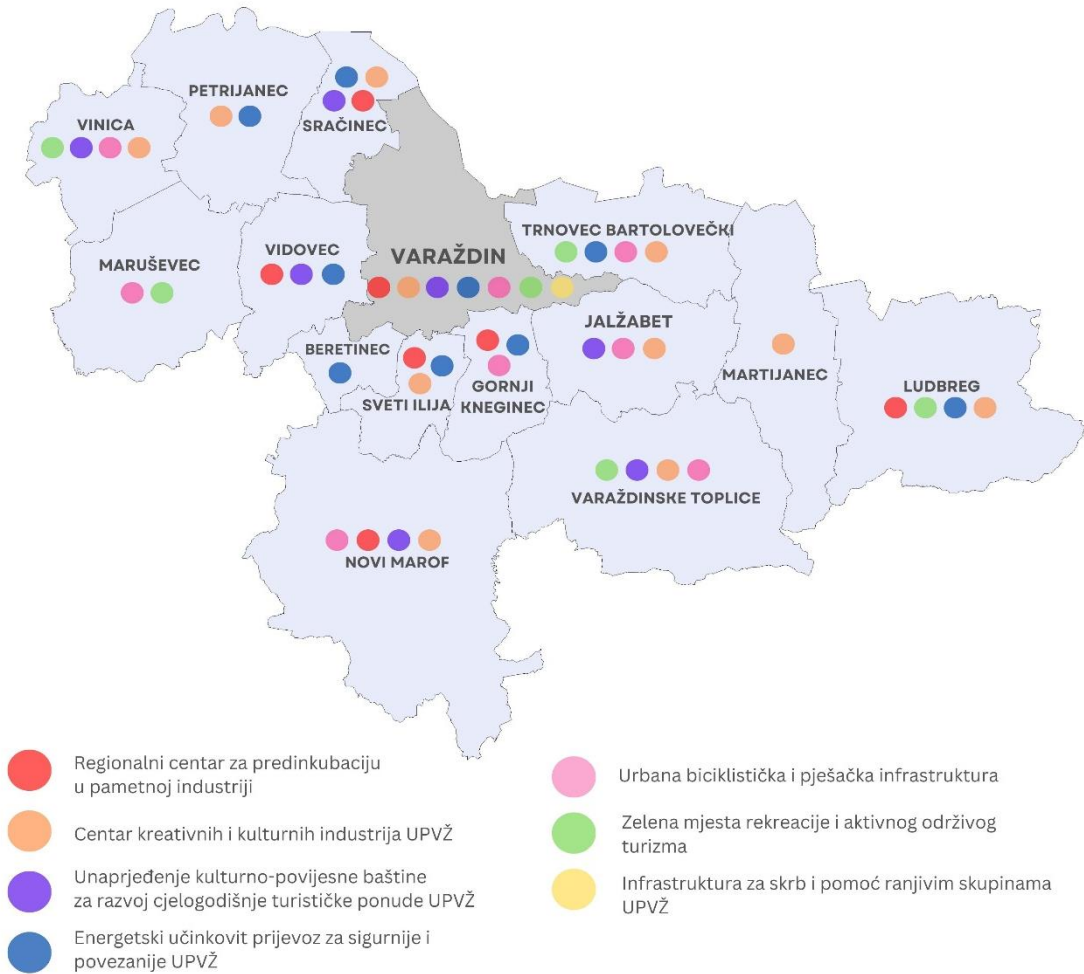 PETRIJANEC
VINICA
SRAČINEC
TRNOVEC BARTOLOVEČKI
VIDOVEC
VARAŽDIN
MARUŠEVEC
JALŽABET
BERETINEC
GORNJI
KNEGINEC
MARTIJANEC
LUDBREG
SVETI ILIJA
VARAŽDINSKE TOPLICE
NOVI MAROF
Regionalni centar za predinkubaciju
u pametnoj industriji
Centar kreativnih i kulturnih industrija UPVŽ
Unaprjeđenje kulturno-povijesne baštine
za razvoj cjelogodišnje turističke ponude UPVŽ
Energetski učinkovit prijevoz za sigurnije i
povezanije UPVŽ
Urbana biciklistička i pješačka infrastruktura
Zelena mjesta rekreacije i aktivnog održivog
turizma
Infrastruktura za skrb i pomoć ranjivim skupinama
UPVŽ